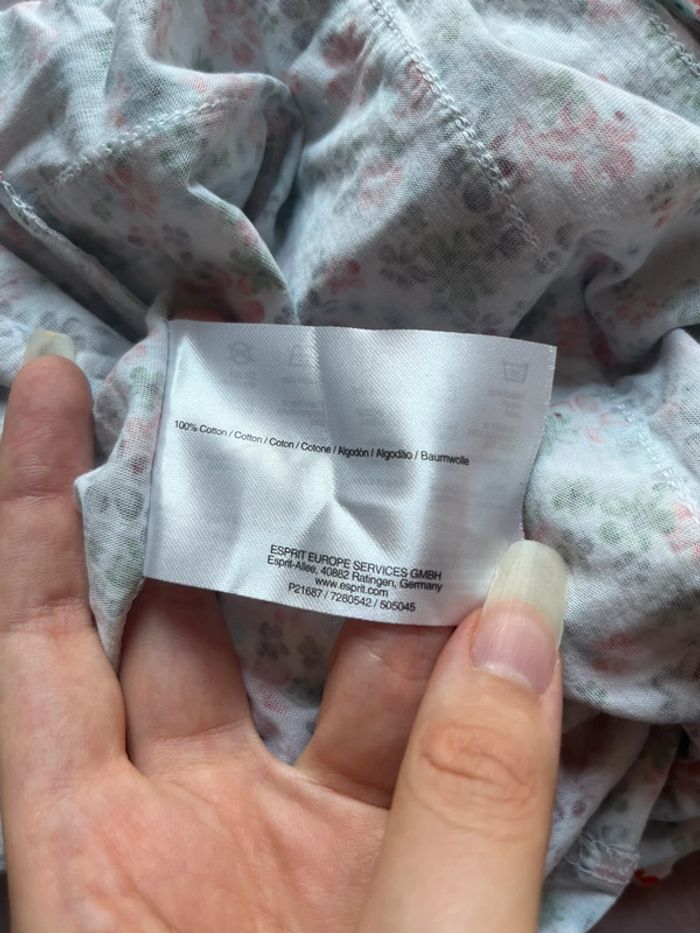 100% Cotton / Cotton / Coton / Cotone / Algodón / Algodão / Baumwolle
ESPRIT EUROPE SERVICES GMBH
Esprit-Allee, 40882 Ratingen, Germany
www.esprit.com
P21687 / 7280542 / 505045